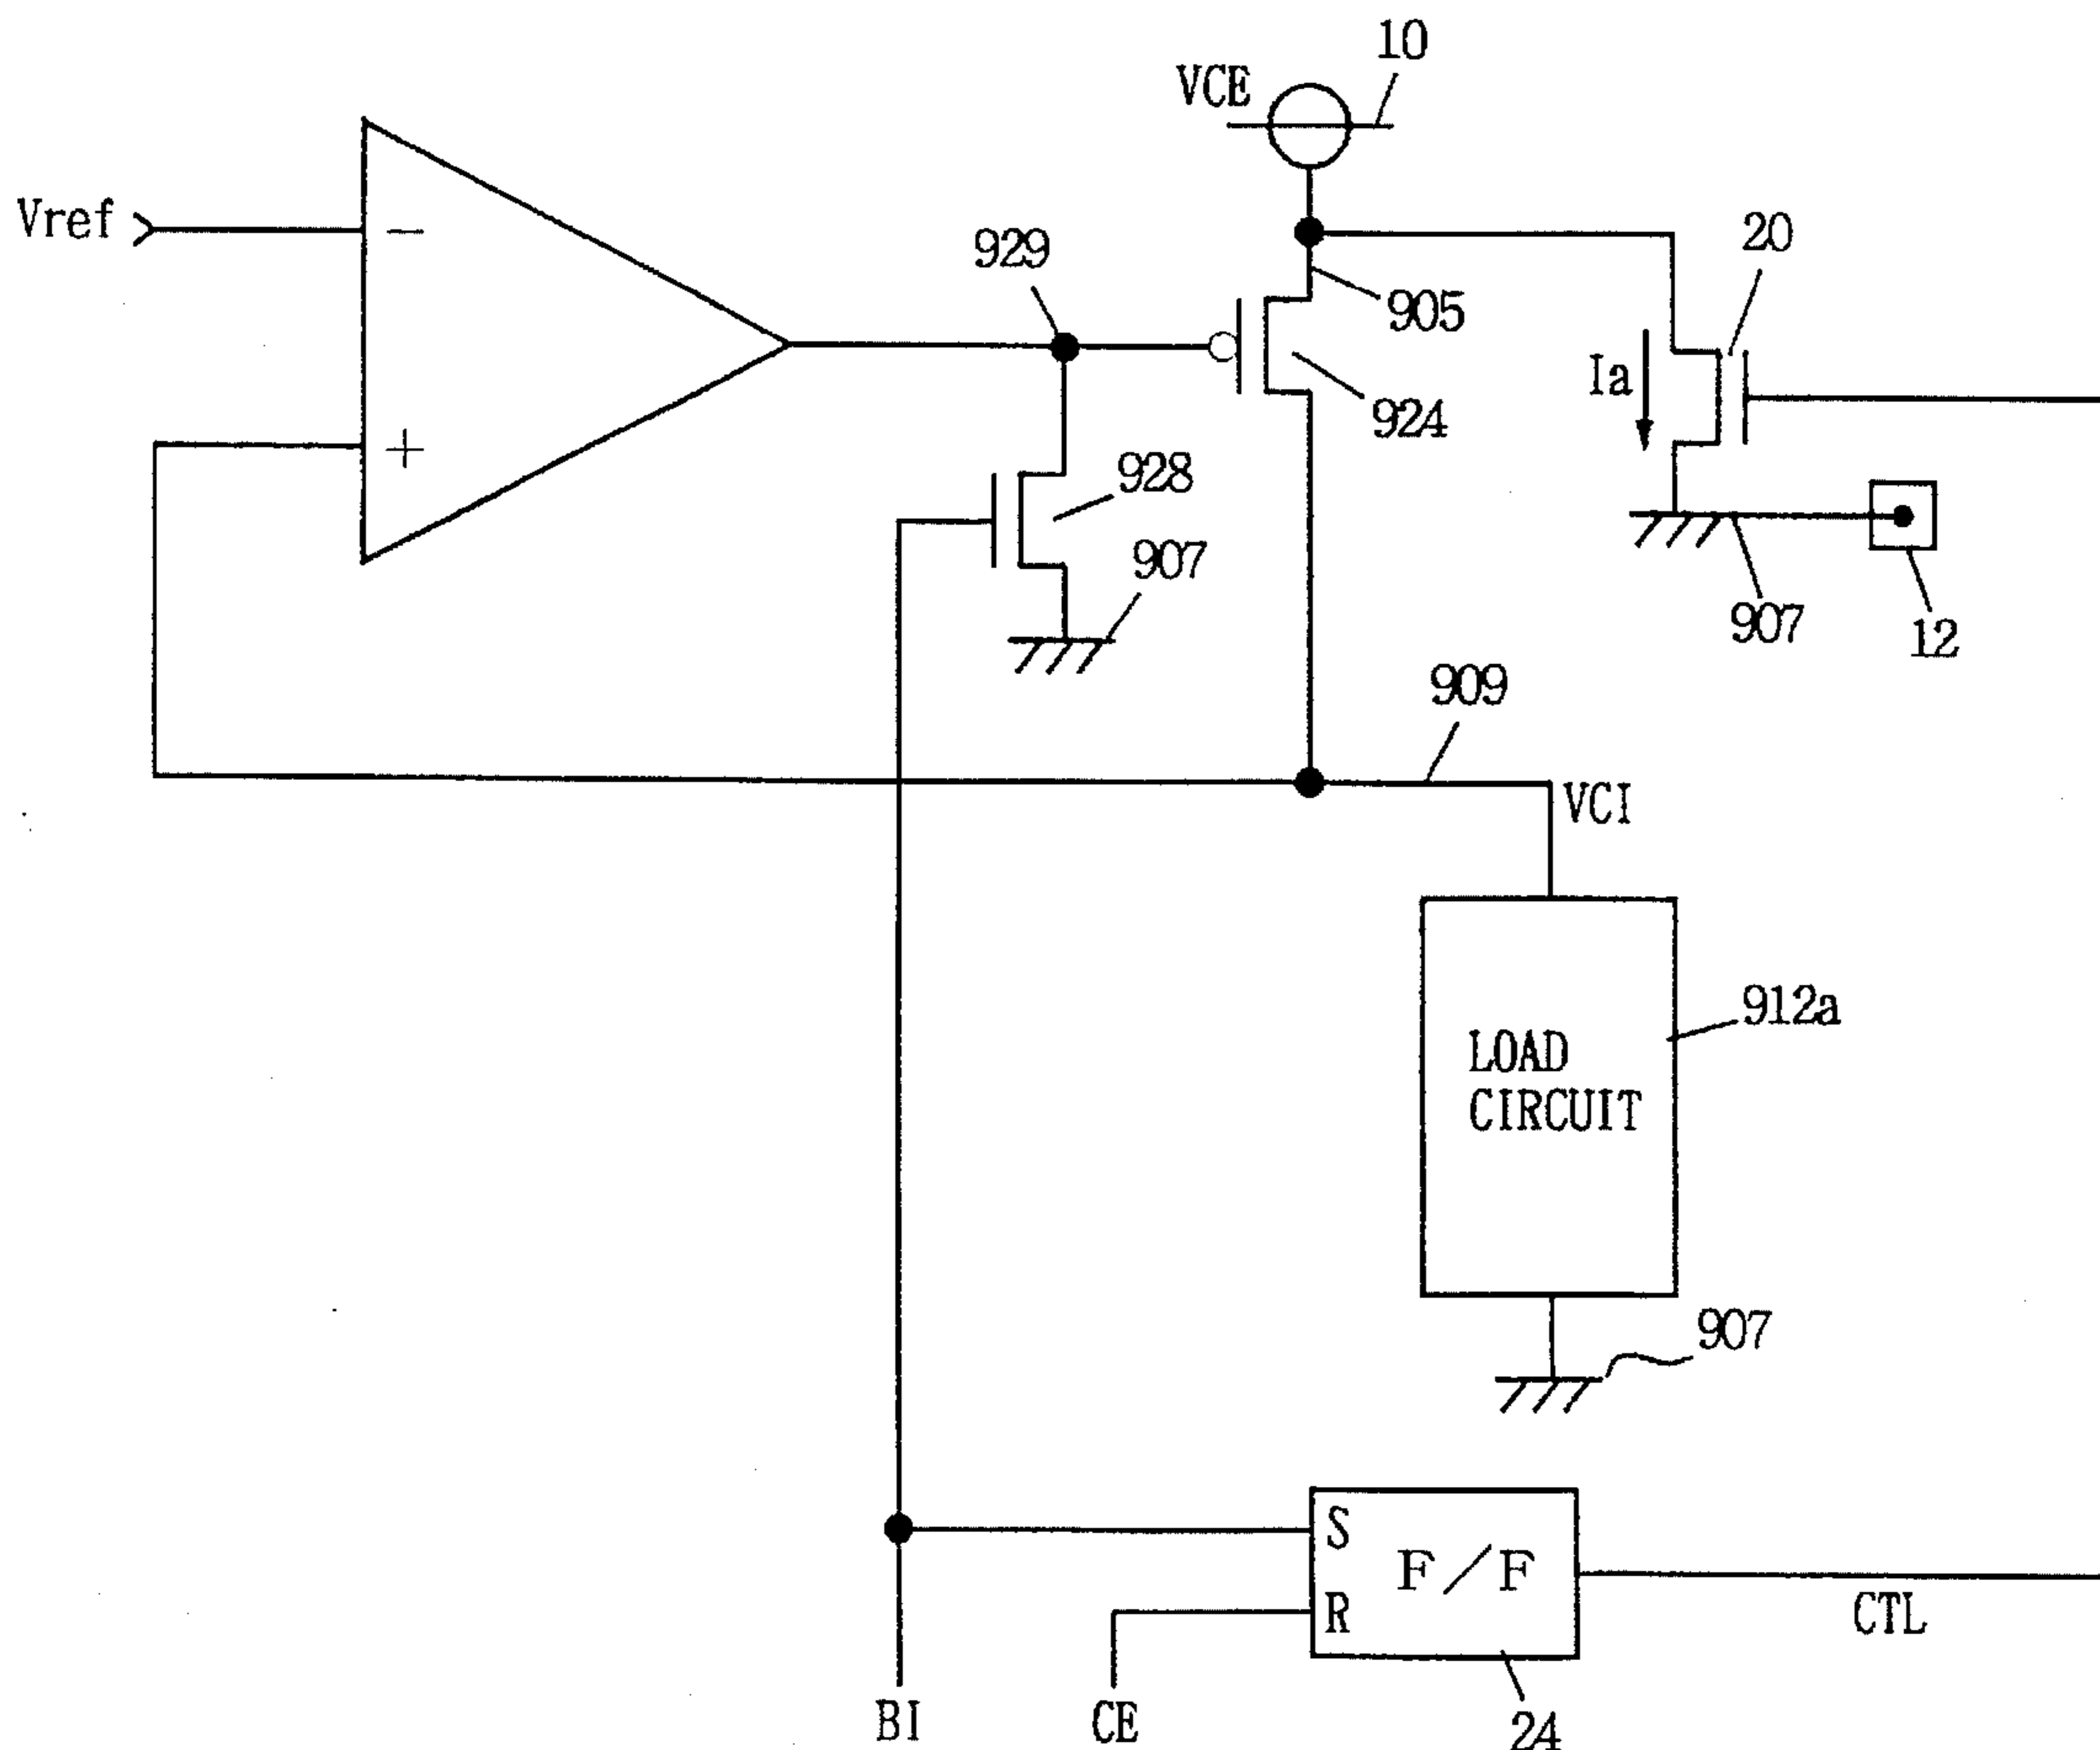 10
VCE
Vref
−
929
20
905
Ia
924
+
928
907
907
12
909
VCI
912a
LOAD
CIRCUIT
907
S
F/F
R
CTL
BI
CE
24